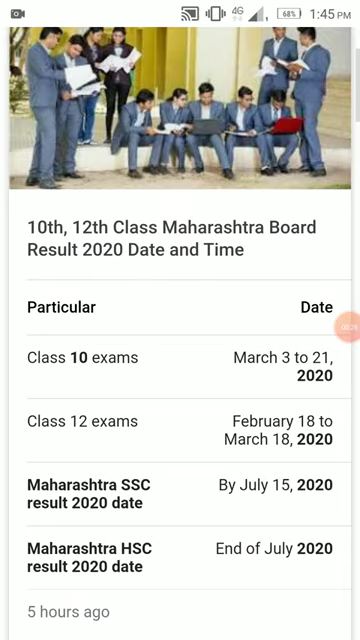 4G
68%
1:45 PM
10th, 12th Class Maharashtra Board
Result 2020 Date and Time
Particular Date
Class 10 exams March 3 to 21,
2020
Class 12 exams February 18 to
March 18, 2020
Maharashtra SSC By July 15, 2020
result 2020 date
Maharashtra HSC End of July 2020
result 2020 date
5 hours ago